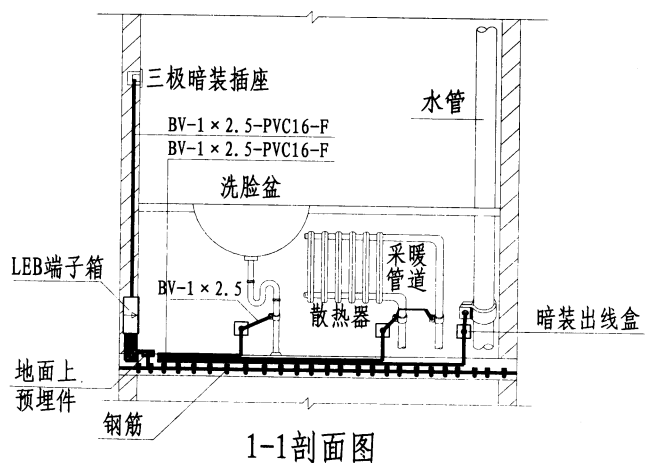 三极暗装插座
水管
BV-1×2.5-PVC16-F
BV-1×2.5-PVC16-F
洗脸盆
采暖
管道
LEB端子箱
BV-1×2.5
散热器
暗装出线盒
地面上
预埋件
钢筋
1-1剖面图